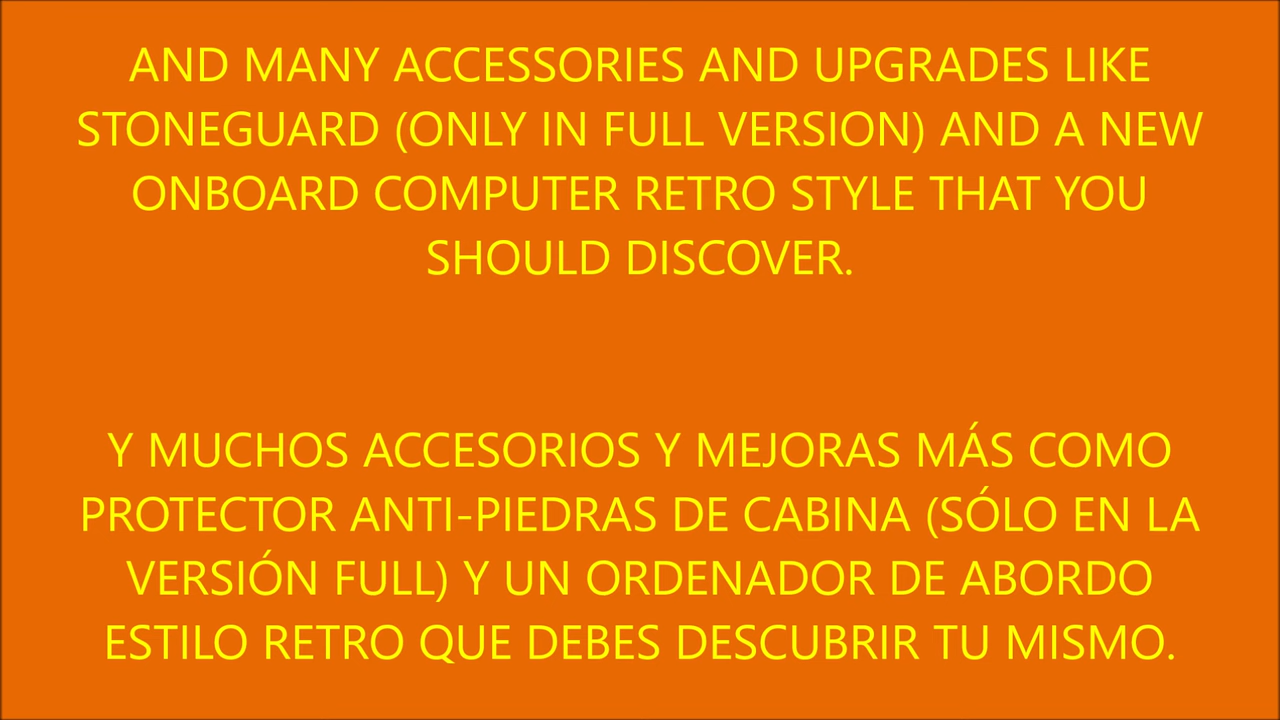 AND MANY ACCESSORIES AND UPGRADES LIKE
STONEGUARD (ONLY IN FULL VERSION) AND A NEW
ONBOARD COMPUTER RETRO STYLE THAT YOU
SHOULD DISCOVER.
Y MUCHOS ACCESORIOS Y MEJORAS MÁS COMO
PROTECTOR ANTI-PIEDRAS DE CABINA (SÓLO EN LA
VERSIÓN FULL) Y UN ORDENADOR DE ABORDO
ESTILO RETRO QUE DEBES DESCUBRIR TU MISMO.